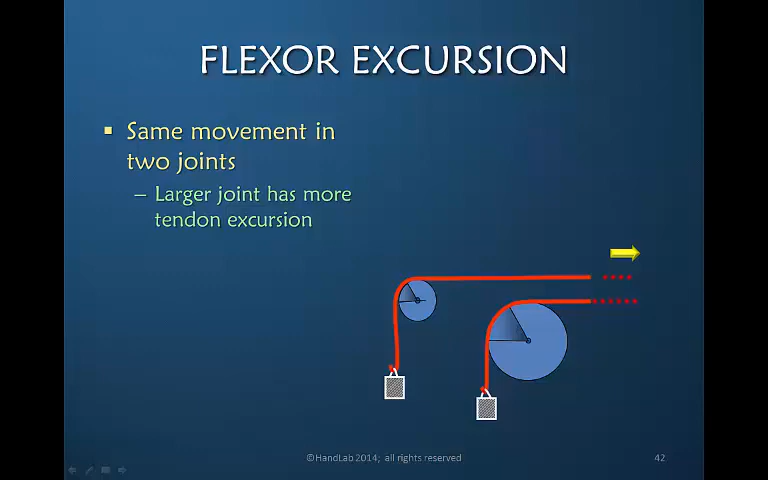 FLEXOR EXCURSION
Same movement in
two joints
– Larger joint has more
tendon excursion
©HandLab 2014; all rights reserved
42